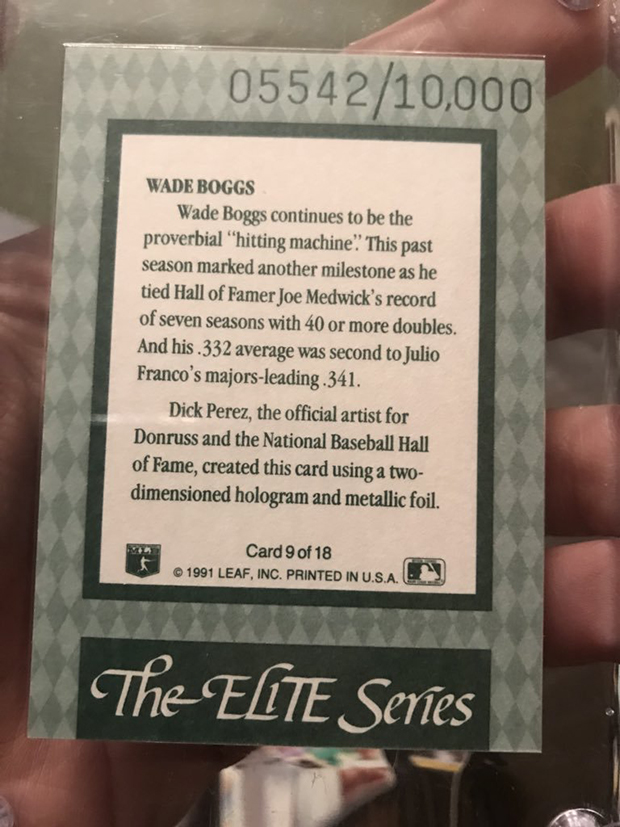 05542/10,000
WADE BOGGS
Wade Boggs continues to be the
proverbial “hitting machine”. This past
season marked another milestone as he
tied Hall of Famer Joe Medwick’s record
of seven seasons with 40 or more doubles.
And his .332 average was second to Julio
Franco’s majors-leading .341.
Dick Perez, the official artist for
Donruss and the National Baseball Hall
of Fame, created this card using a two-
dimensioned hologram and metallic foil.
Card 9 of 18
© 1991 LEAF, INC. PRINTED IN U.S.A.
The ELITE Series